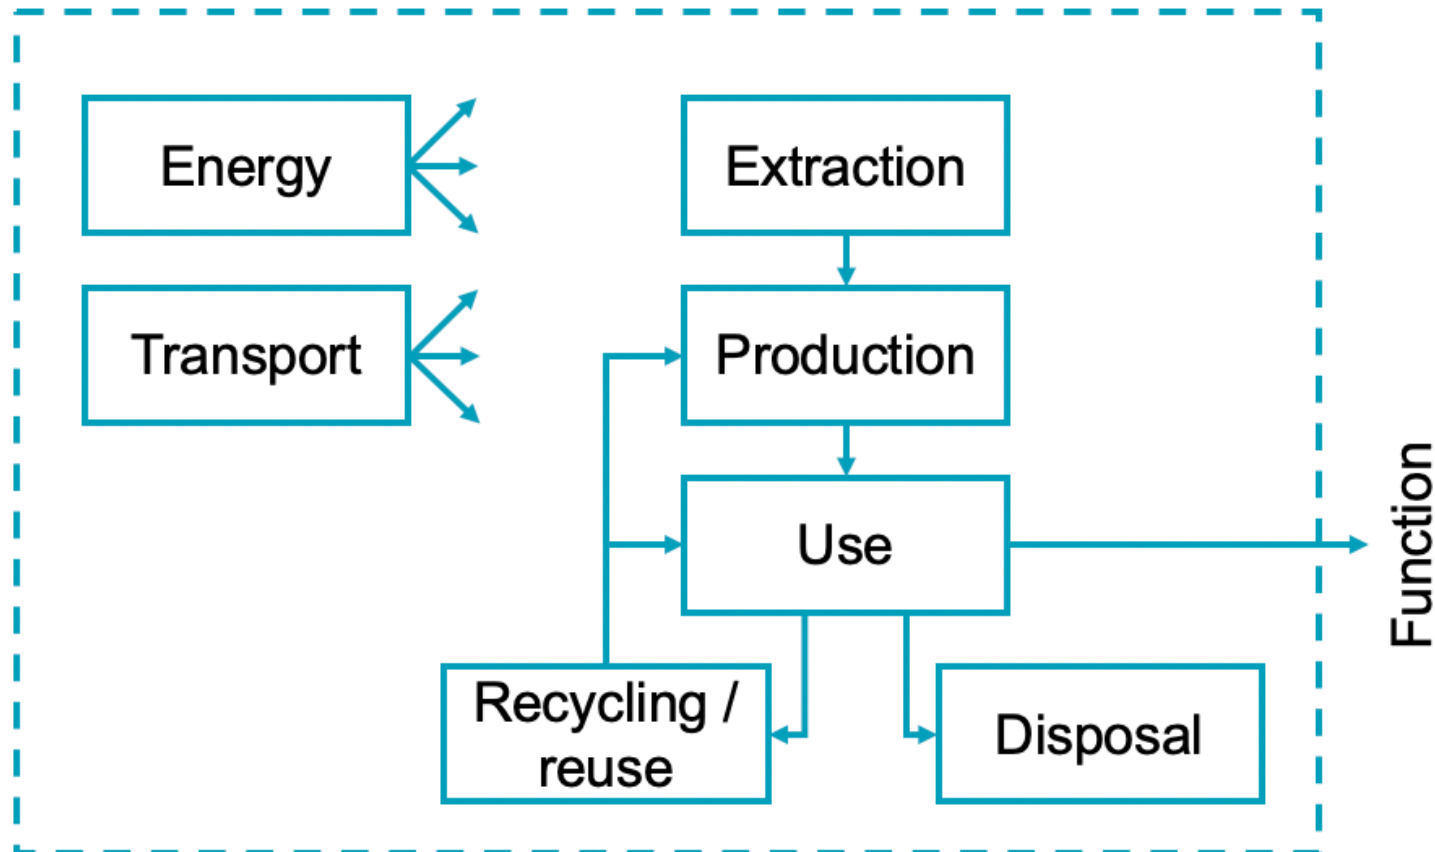 Energy
Extraction
Transport
Production
Use
Function
Recycling /
reuse
Disposal